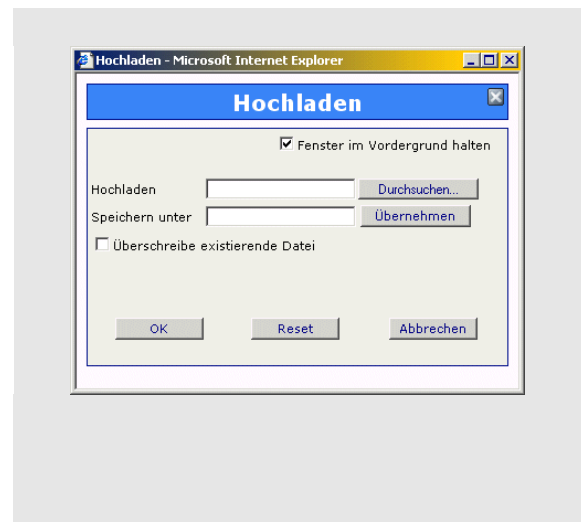 Hochladen - Microsoft Internet Explorer
Hochladen
Fenster im Vordergrund halten
Hochladen Durchsuchen...
Speichern unter Übernehmen
Überschreibe existierende Datei
OK Reset Abbrechen